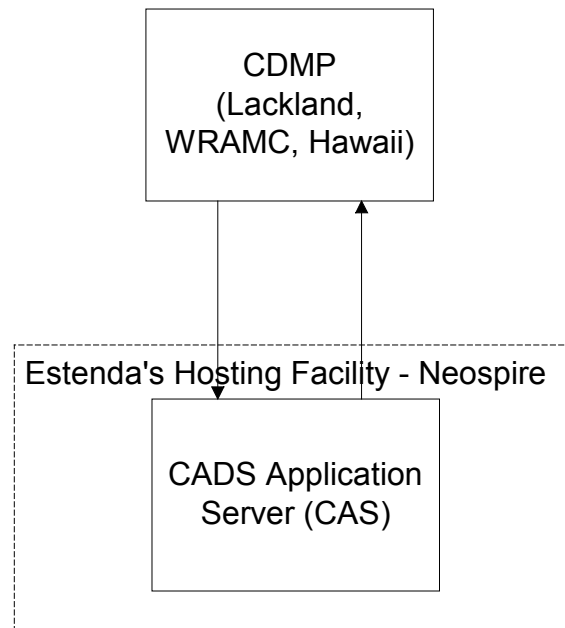 CDMP
(Lackland,
WRAMC, Hawaii)
Estenda's Hosting Facility - Neospire
CADS Application
Server (CAS)